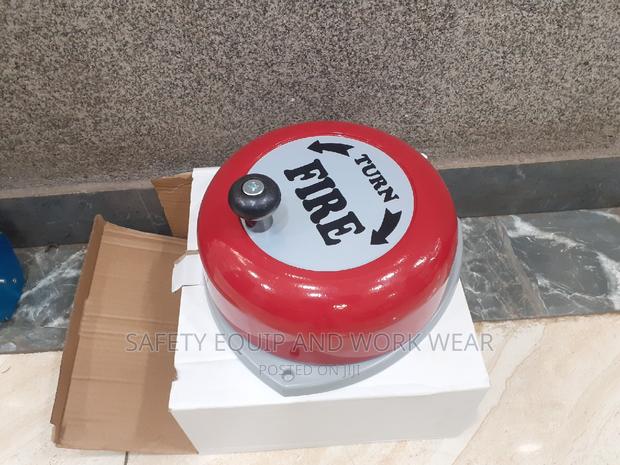 TURN
FIRE
SAFETY EQUIP AND WORK WEAR
POSTED ON JIJI